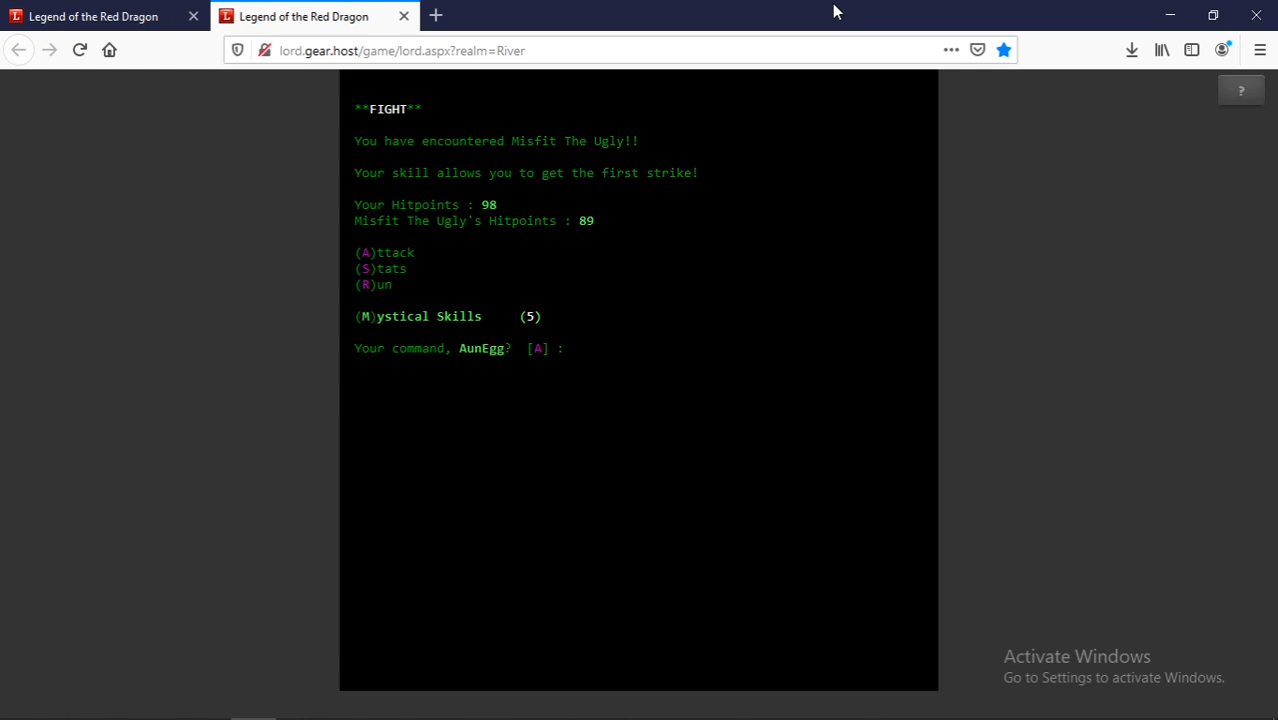 Legend of the Red Dragon
Legend of the Red Dragon
lord.gear.host/game/lord.aspx?realm=River
?
**FIGHT**
You have encountered Misfit The Ugly!!
Your skill allows you to get the first strike!
Your Hitpoints : 98
Misfit The Ugly's Hitpoints : 89
(A)ttack
(S)tats
(R)un
(M)ystical Skills (5)
Your command, AunEgg? [A] :
Activate Windows
Go to Settings to activate Windows.